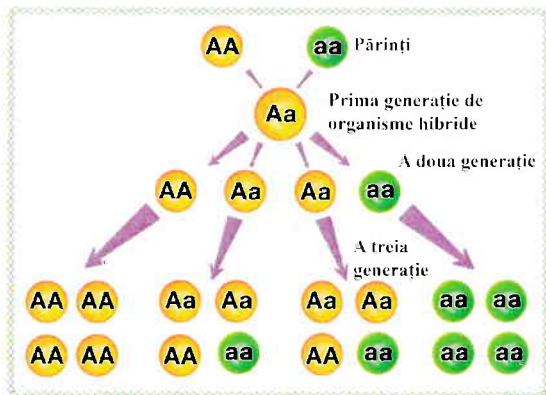 AA aa Părinți
Aa Prima generație de
organisme hibride
A doua generație
AA Aa Aa aa
A treia
generație
AA AA Aa Aa Aa Aa aa aa
AA AA AA aa AA aa aa aa